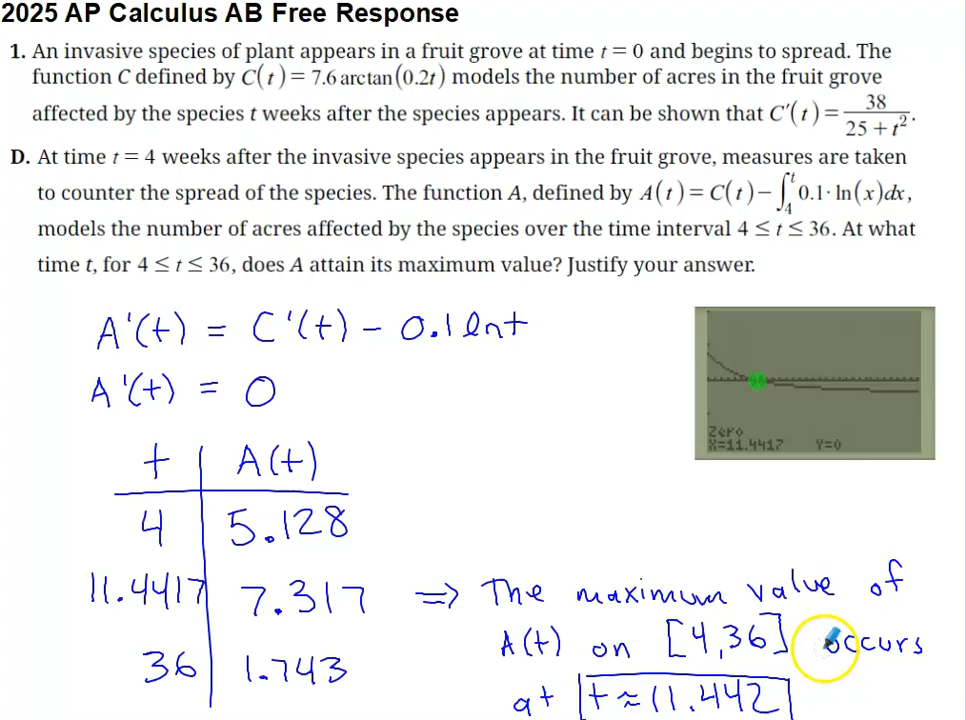 2025 AP Calculus AB Free Response
1. An invasive species of plant appears in a fruit grove at time t = 0 and begins to spread. The
function C defined by C(t) = 7.6 arctan(0.2t) models the number of acres in the fruit grove
affected by the species t weeks after the species appears. It can be shown that C'(t) = 38/(25 + t²).
D. At time t = 4 weeks after the invasive species appears in the fruit grove, measures are taken
to counter the spread of the species. The function A, defined by A(t) = C(t) − ∫₄ᵗ 0.1 · ln(x)dx,
models the number of acres affected by the species over the time interval 4 ≤ t ≤ 36. At what
time t, for 4 ≤ t ≤ 36, does A attain its maximum value? Justify your answer.
A'(t) = C'(t) − 0.1 ln t
A'(t) = 0
Zero
X=11.4417 Y=0
t | A(t)
4 | 5.128
11.4417 | 7.317 ⇒ The maximum value of
A(t) on [4,36] occurs
36 | 1.743
at t ≈ 11.442